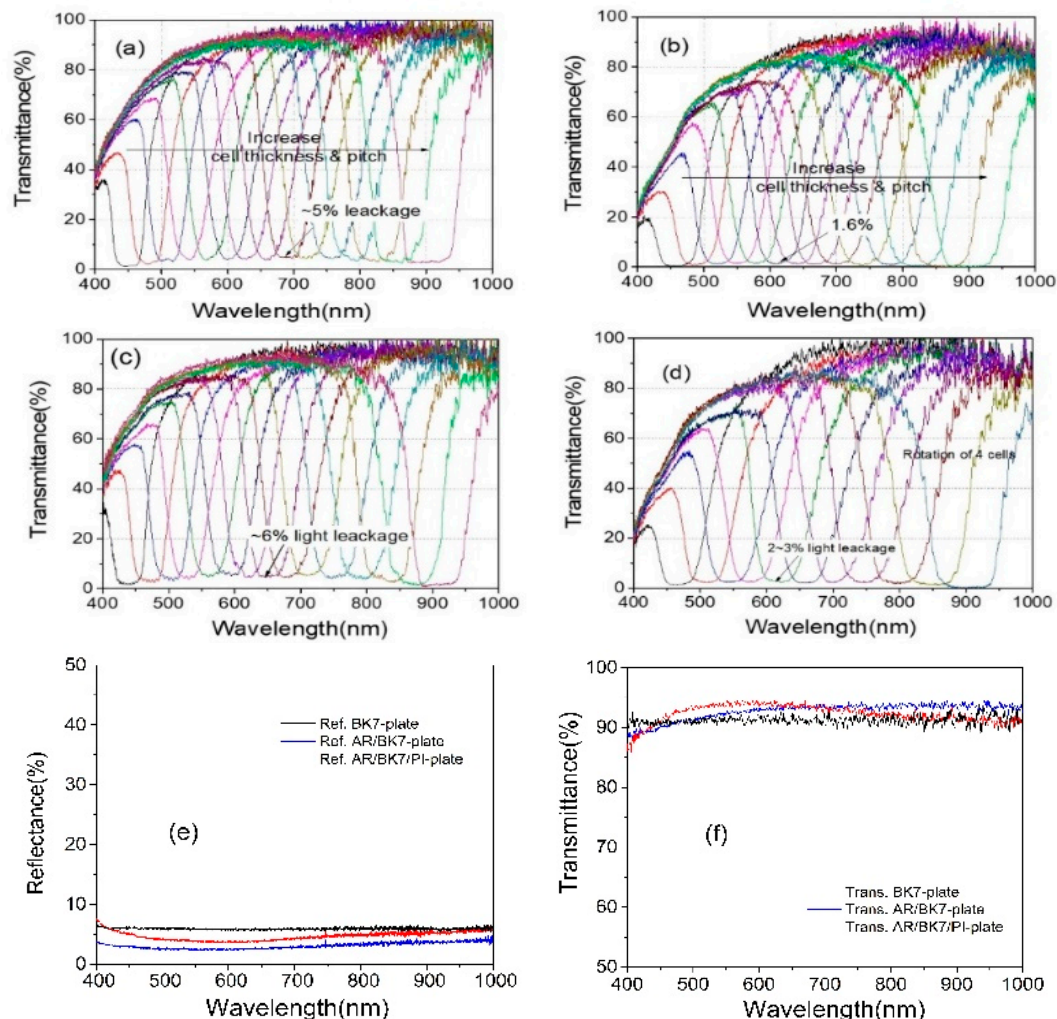 (a)
Transmittance(%)
100
80
60
40
20
0
Increase
cell thickness & pitch
~5% leackage
400 500 600 700 800 900 1000
Wavelength(nm)
(b)
Transmittance(%)
100
80
60
40
20
0
Increase
cell thickness & pitch
1.6%
400 500 600 700 800 900 1000
Wavelength(nm)
(c)
Transmittance(%)
100
80
60
40
20
0
~6% light leackage
400 500 600 700 800 900 1000
Wavelength(nm)
(d)
Transmittance(%)
100
80
60
40
20
0
Rotation of 4 cells
2~3% light leackage
400 500 600 700 800 900 1000
Wavelength(nm)
Reflectance(%)
50
40
30
20
10
0
Ref. BK7-plate
Ref. AR/BK7-plate
Ref. AR/BK7/PI-plate
(e)
400 500 600 700 800 900 1000
Wavelength(nm)
Transmittance(%)
100
90
80
70
60
50
(f)
Trans. BK7-plate
Trans. AR/BK7-plate
Trans. AR/BK7/PI-plate
400 500 600 700 800 900 1000
Wavelength(nm)